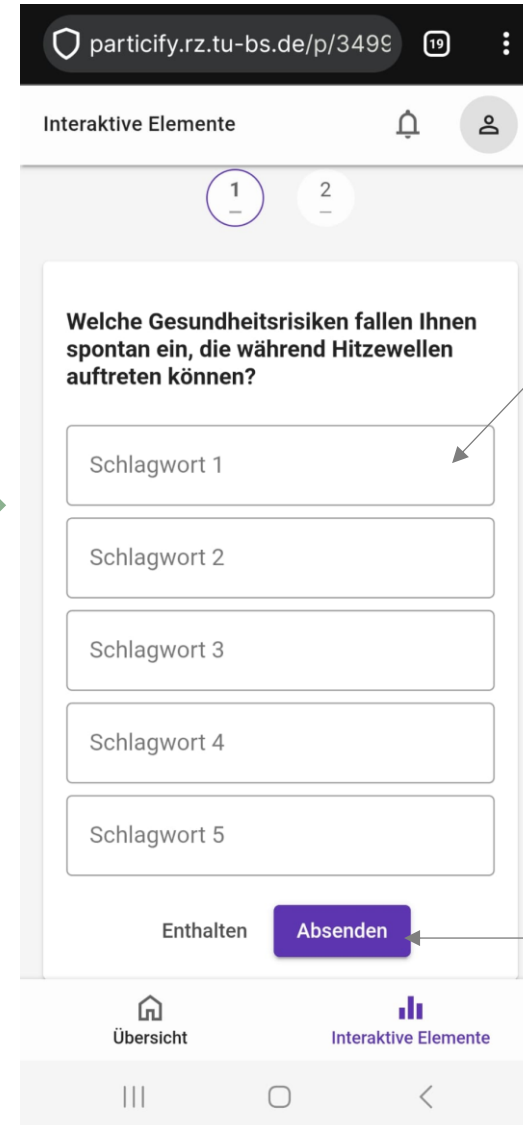 particify.rz.tu-bs.de/p/3499
19
Interaktive Elemente
1
2
Welche Gesundheitsrisiken fallen Ihnen
spontan ein, die während Hitzewellen
auftreten können?
Schlagwort 1
Schlagwort 2
Schlagwort 3
Schlagwort 4
Schlagwort 5
Enthalten
Absenden
Übersicht
Interaktive Elemente